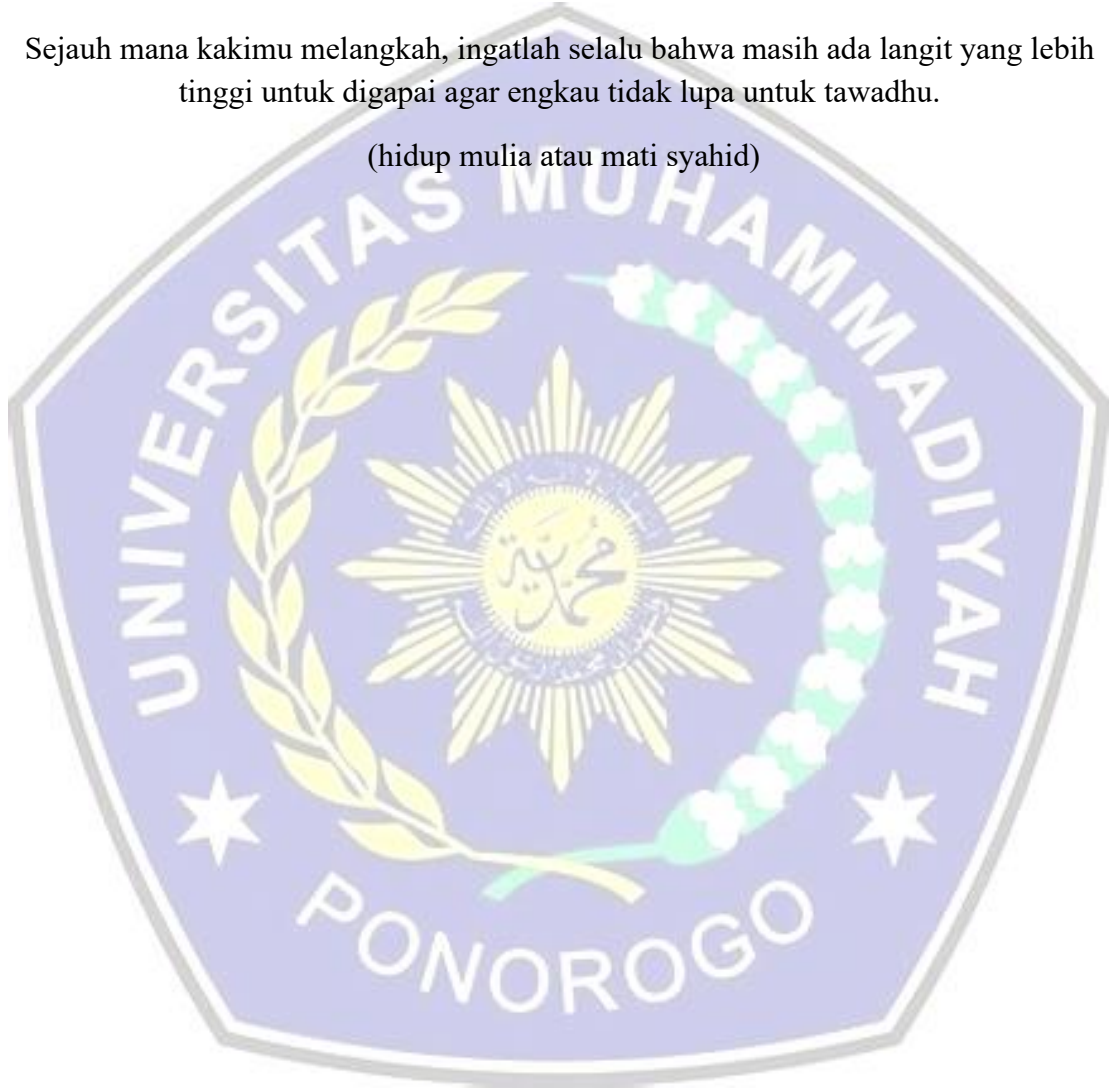 Sejauh mana kakimu melangkah, ingatlah selalu bahwa masih ada langit yang lebih
tinggi untuk digapai agar engkau tidak lupa untuk tawadhu.
(hidup mulia atau mati syahid)
UNIVERSITAS MUHAMMADIYAH
محمدية
PONOROGO